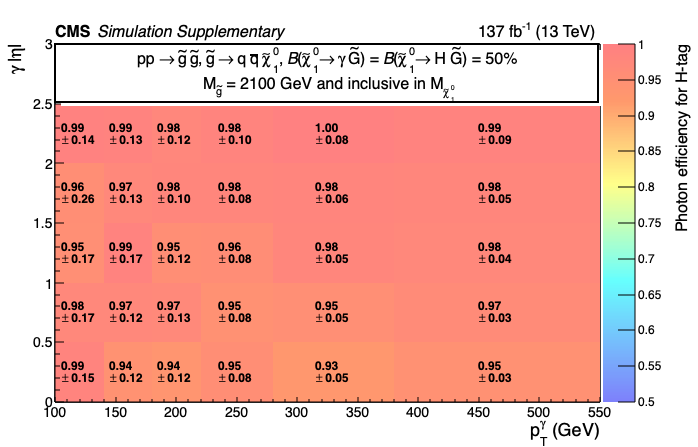 CMS Simulation Supplementary 137 fb⁻¹ (13 TeV)
pp → g̃ g̃, g̃ → q q̄ χ̃⁰₁, B(χ̃⁰₁ → γ G̃) = B(χ̃⁰₁ → H G̃) = 50%
M_g̃ = 2100 GeV and inclusive in M_χ̃⁰₁
γ |η|
3
2.5
2
1.5
1
0.5
0
0.99 0.99 0.98 0.98 1.00 0.99
± 0.14 ± 0.13 ± 0.12 ± 0.10 ± 0.08 ± 0.09
0.96 0.97 0.98 0.98 0.98 0.98
± 0.26 ± 0.13 ± 0.10 ± 0.08 ± 0.06 ± 0.05
0.95 0.99 0.95 0.96 0.98 0.98
± 0.17 ± 0.17 ± 0.12 ± 0.08 ± 0.05 ± 0.04
0.98 0.97 0.97 0.95 0.95 0.97
± 0.17 ± 0.12 ± 0.13 ± 0.08 ± 0.05 ± 0.03
0.99 0.94 0.94 0.95 0.93 0.95
± 0.15 ± 0.12 ± 0.12 ± 0.08 ± 0.05 ± 0.03
100 150 200 250 300 350 400 450 500 550
p_T^γ (GeV)
1
0.95
0.9
0.85
0.8
0.75
0.7
0.65
0.6
0.55
0.5
Photon efficiency for H-tag